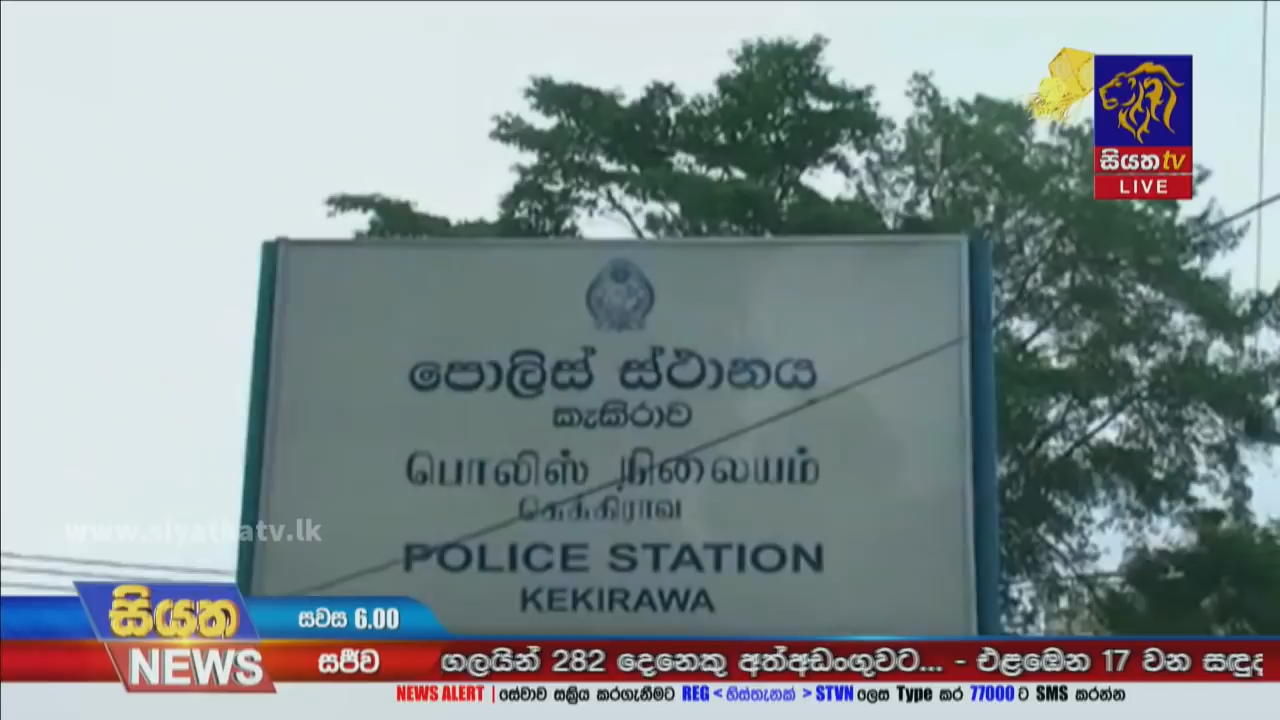 සියත tv
LIVE
පොලිස් ස්ථානය
කැකිරාව
பொலிஸ் நிலையம்
கெக்கிராவ
POLICE STATION
KEKIRAWA
www.siyathatv.lk
සියත
NEWS
සවස 6.00
සජීව
ගලයින් 282 දෙනෙකු අත්අඩංගුවට... - එළඹෙන 17 වන
NEWS ALERT | සේවාව සක්‍රිය කරගැනීමට REG < හිස්තැනක් > STVN ලෙස Type කර 77000 ට SMS කරන්න